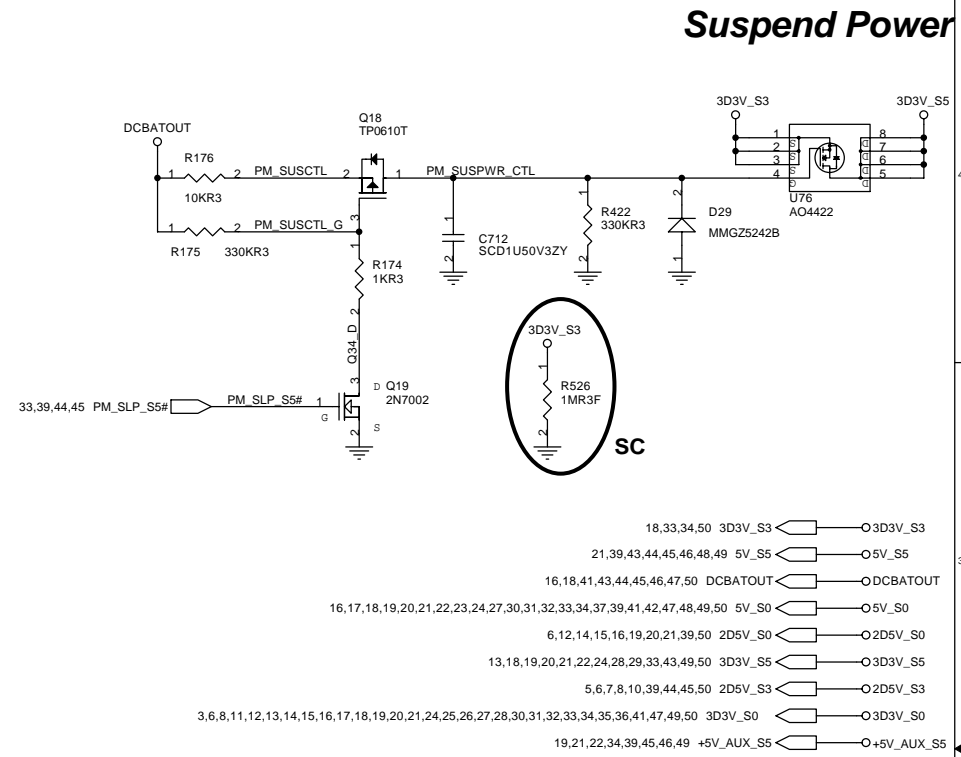 Suspend Power
3D3V_S3
3D3V_S5
Q18
TP0610T
DCBATOUT
R176
1 2 PM_SUSCTL 2 1 PM_SUSPWR_CTL
10KR3
1 2 PM_SUSCTL_G 3
R175 330KR3
1 S
2 S
3 S
4 G
8 D
7 D
6 D
5 D
U76
AO4422
1 2
C712
SCD1U50V3ZY
1 2
R422
330KR3
2 1
D29
MMGZ5242B
1 2
R174
1KR3
Q34_D
3 D Q19
2N7002
33,39,44,45 PM_SLP_S5# PM_SLP_S5# 1
G
2 S
3D3V_S3
1 2
R526
1MR3F
SC
4
3
18,33,34,50 3D3V_S3 3D3V_S3
21,39,43,44,45,46,48,49 5V_S5 5V_S5
16,18,41,43,44,45,46,47,50 DCBATOUT DCBATOUT
16,17,18,19,20,21,22,23,24,27,30,31,32,33,34,37,39,41,42,47,48,49,50 5V_S0 5V_S0
6,12,14,15,16,19,20,21,39,50 2D5V_S0 2D5V_S0
13,18,19,20,21,22,24,28,29,33,43,49,50 3D3V_S5 3D3V_S5
5,6,7,8,10,39,44,45,50 2D5V_S3 2D5V_S3
3,6,8,11,12,13,14,15,16,17,18,19,20,21,24,25,26,27,28,30,31,32,33,34,35,36,41,47,49,50 3D3V_S0 3D3V_S0
19,21,22,34,39,45,46,49 +5V_AUX_S5 +5V_AUX_S5